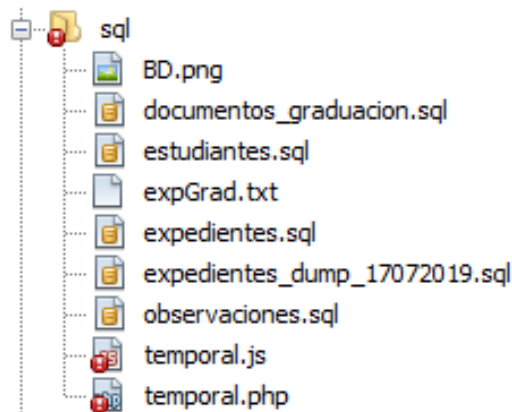 sql
BD.png
documentos_graduacion.sql
estudiantes.sql
expGrad.txt
expedientes.sql
expedientes_dump_17072019.sql
observaciones.sql
temporal.js
temporal.php